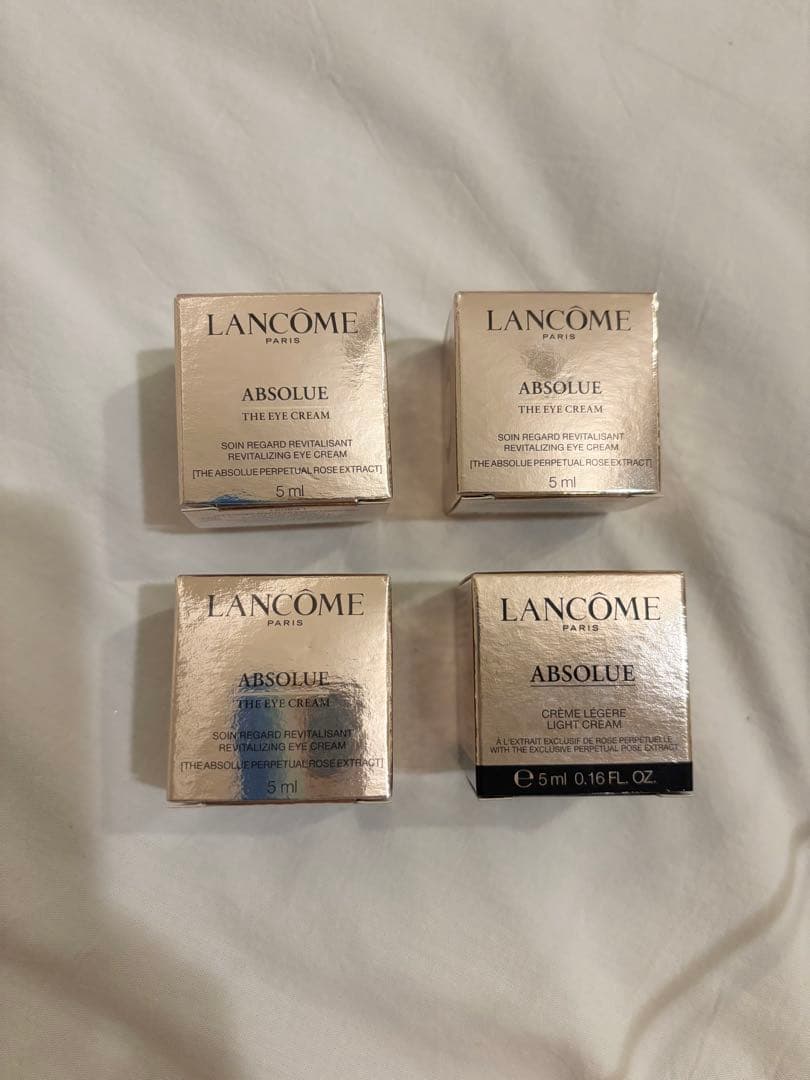 LANCÔME
PARIS
ABSOLUE
THE EYE CREAM
SOIN REGARD REVITALISANT
REVITALIZING EYE CREAM
[THE ABSOLUE PERPETUAL ROSE EXTRACT]
5 ml
LANCÔME
PARIS
ABSOLUE
THE EYE CREAM
SOIN REGARD REVITALISANT
REVITALIZING EYE CREAM
[THE ABSOLUE PERPETUAL ROSE EXTRACT]
5 ml
LANCÔME
PARIS
ABSOLUE
THE EYE CREAM
SOIN REGARD REVITALISANT
REVITALIZING EYE CREAM
[THE ABSOLUE PERPETUAL ROSE EXTRACT]
5 ml
LANCÔME
PARIS
ABSOLUE
CRÈME LÉGÈRE
LIGHT CREAM
À L'EXTRAIT EXCLUSIF DE ROSE PERPÉTUELLE
WITH THE EXCLUSIVE PERPETUAL ROSE EXTRACT
℮ 5 ml 0.16 FL. OZ.